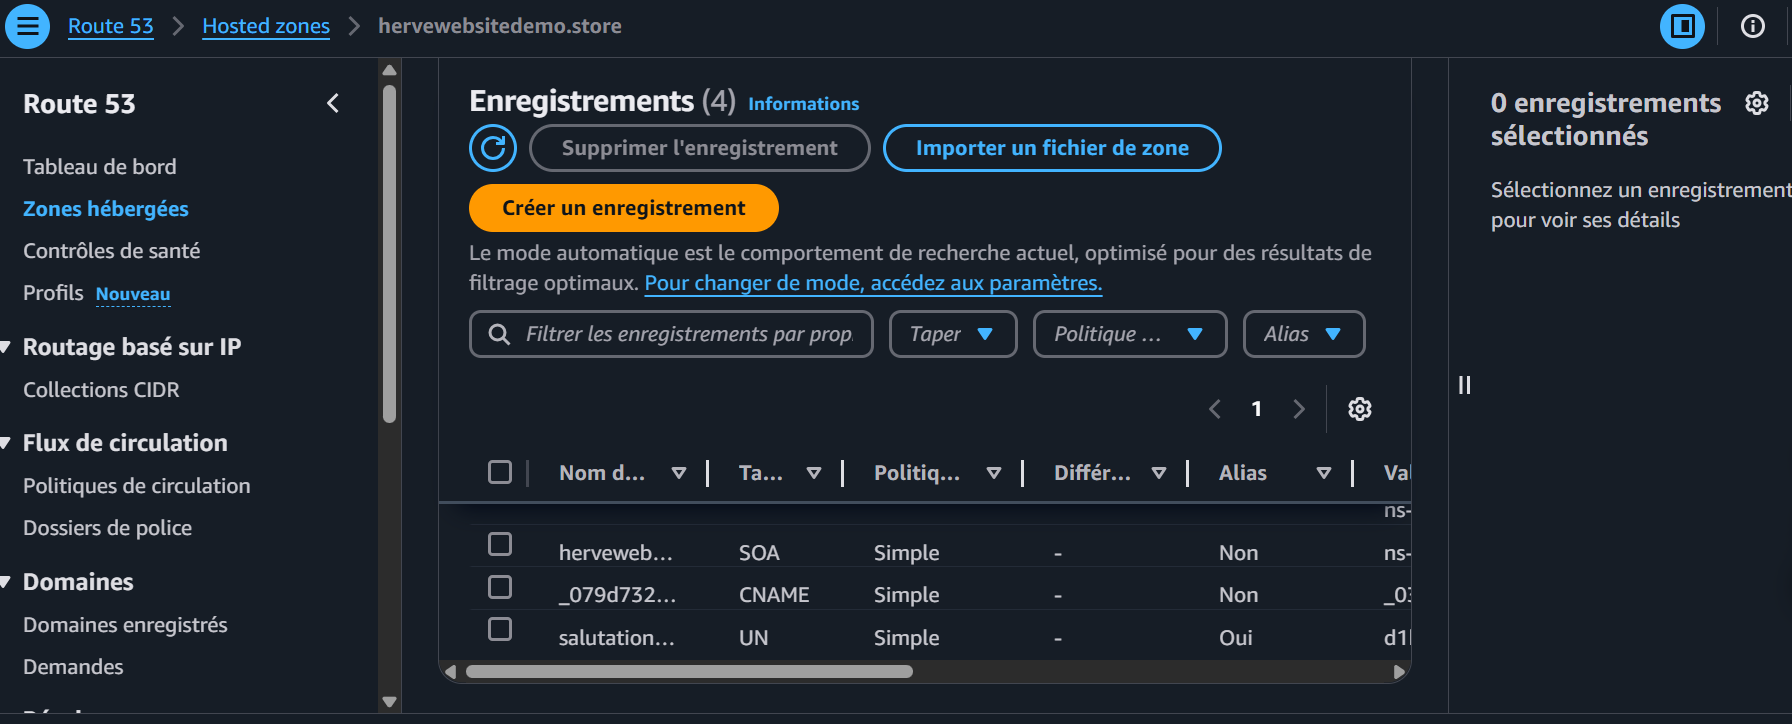 Route 53 > Hosted zones > hervewebsitedemo.store
Route 53
Tableau de bord
Zones hébergées
Contrôles de santé
Profils Nouveau
Routage basé sur IP
Collections CIDR
Flux de circulation
Politiques de circulation
Dossiers de police
Domaines
Domaines enregistrés
Demandes
Enregistrements (4) Informations
Supprimer l'enregistrement Importer un fichier de zone
Créer un enregistrement
Le mode automatique est le comportement de recherche actuel, optimisé pour des résultats de
filtrage optimaux. Pour changer de mode, accédez aux paramètres.
Filtrer les enregistrements par prop. Taper Politique ... Alias
1
Nom d... Ta... Politiq... Différ... Alias Val
ns-
herveweb... SOA Simple - Non ns-
_079d732... CNAME Simple - Non _03
salutation... UN Simple - Oui
0 enregistrements
sélectionnés
Sélectionnez un enregistrement
pour voir ses détails